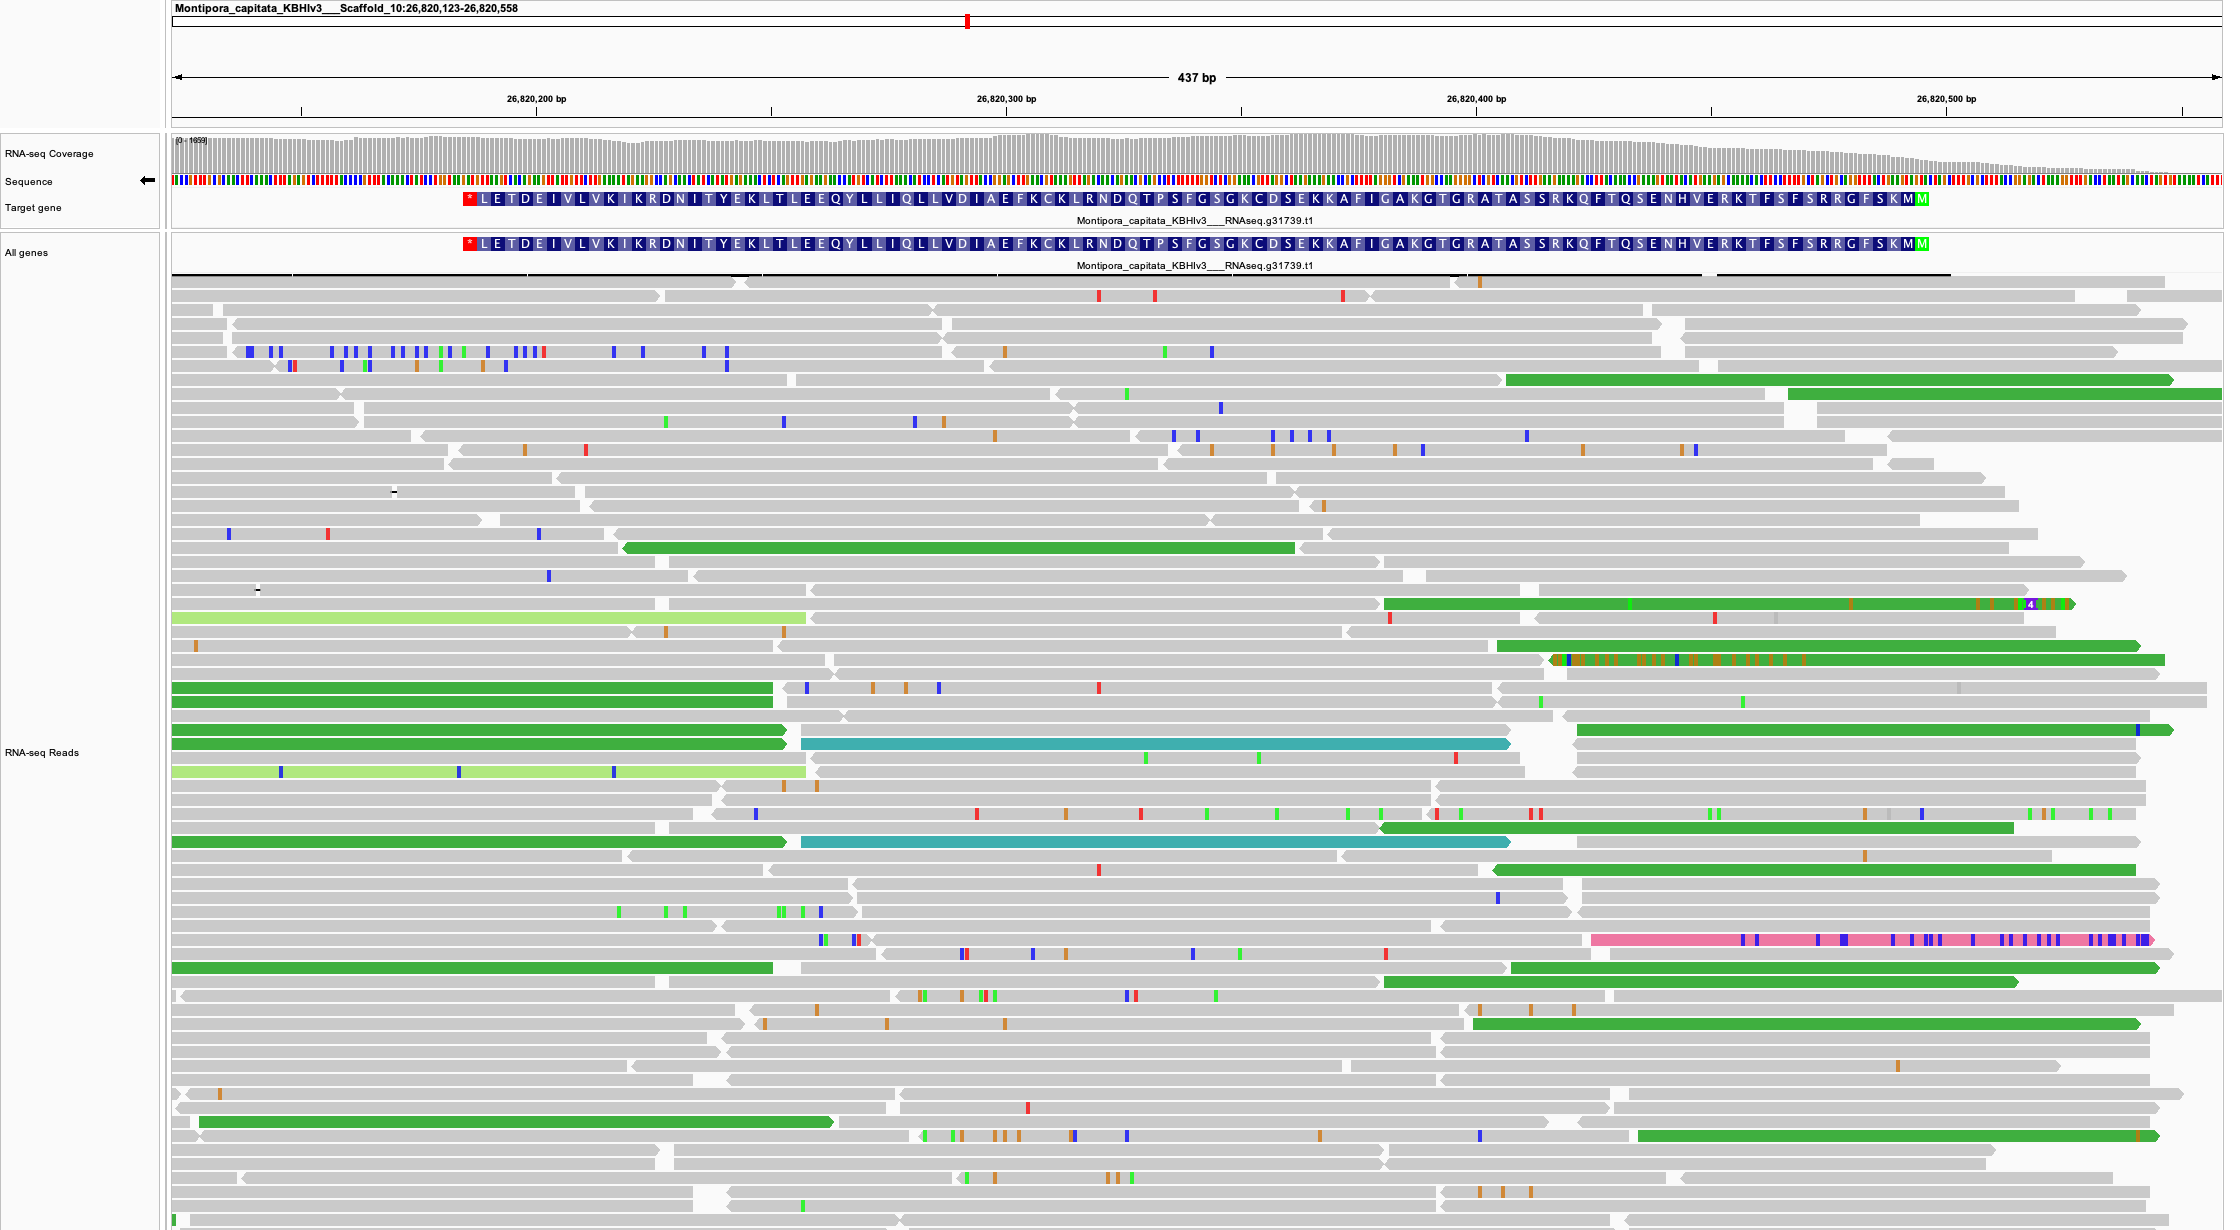 Montipora_capitata_KBHIv3___Scaffold_10:26,820,123-26,820,558
437 bp
26,820,200 bp 26,820,300 bp 26,820,400 bp 26,820,500 bp
RNA-seq Coverage
[0 - 1659]
Sequence
Target gene
* L E T D E I V L V K I K R D N I T Y E K L T L E E Q Y L L I Q L L V D I A E F K C K L R N D Q T P S F G S G K C D S E K K A F I G A K G T G R A T A S S R K Q F T Q S E N H V E R K T F S F S R R G F S K M M
Montipora_capitata_KBHIv3___RNAseq.g31739.t1
All genes
* L E T D E I V L V K I K R D N I T Y E K L T L E E Q Y L L I Q L L V D I A E F K C K L R N D Q T P S F G S G K C D S E K K A F I G A K G T G R A T A S S R K Q F T Q S E N H V E R K T F S F S R R G F S K M M
Montipora_capitata_KBHIv3___RNAseq.g31739.t1
4
RNA-seq Reads